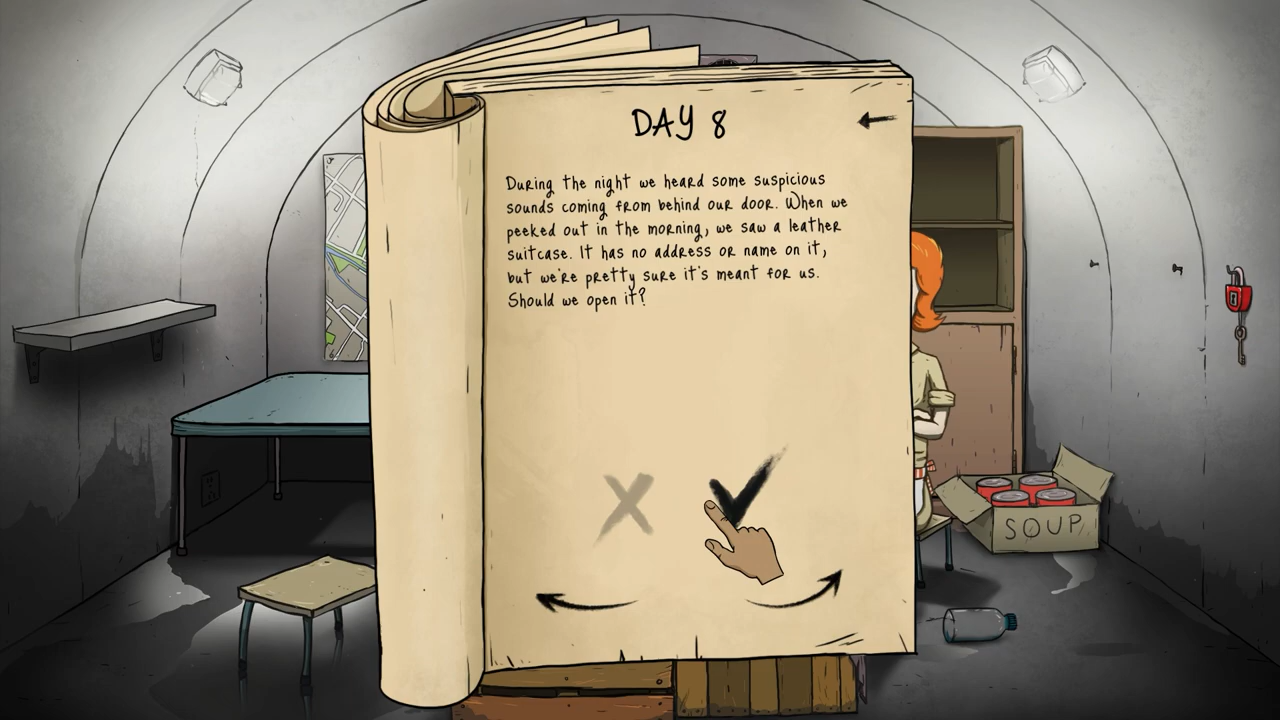 DAY 8
During the night we heard some suspicious
sounds coming from behind our door. When we
peeked out in the morning, we saw a leather
suitcase. It has no address or name on it,
but we're pretty sure it's meant for us.
Should we open it?
SOUP